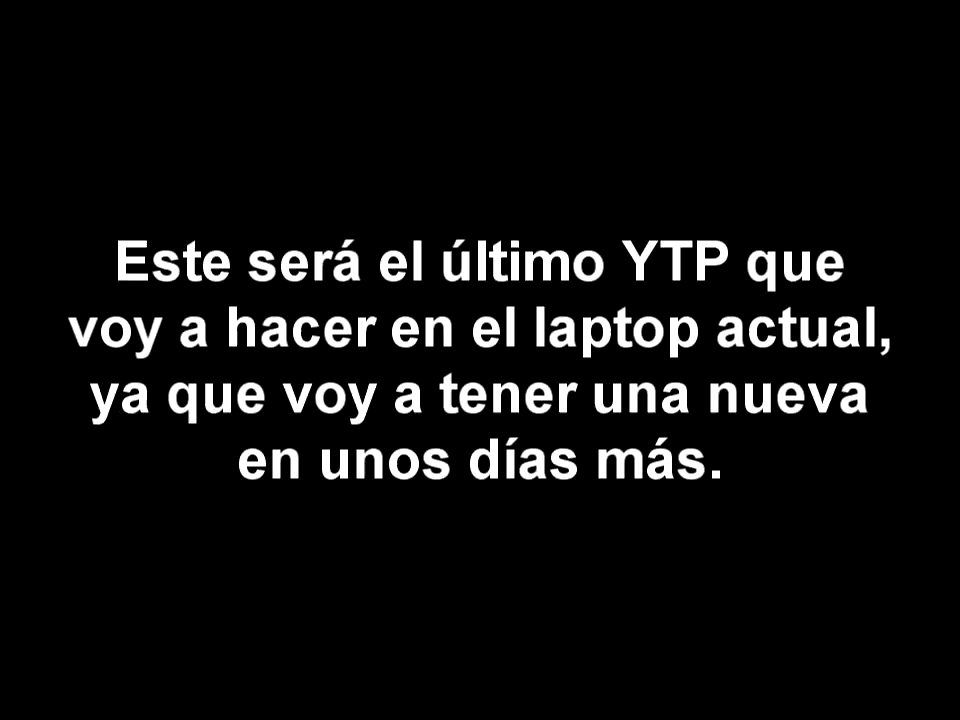 Este será el último YTP que
voy a hacer en el laptop actual,
ya que voy a tener una nueva
en unos días más.